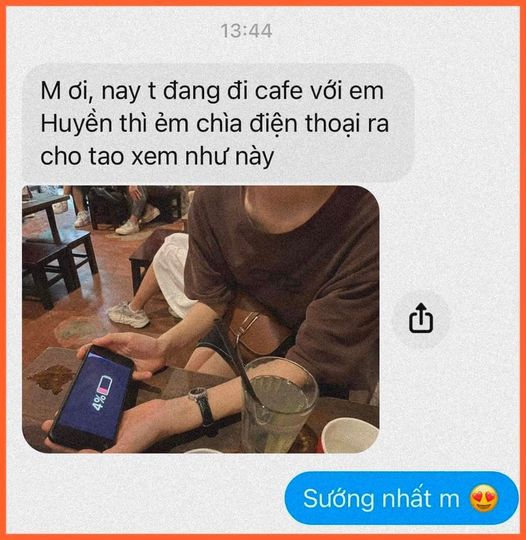 13:44
M ơi, nay t đang đi cafe với em
Huyền thì ẻm chìa điện thoại ra
cho tao xem như này
4%
Sướng nhất m 😍